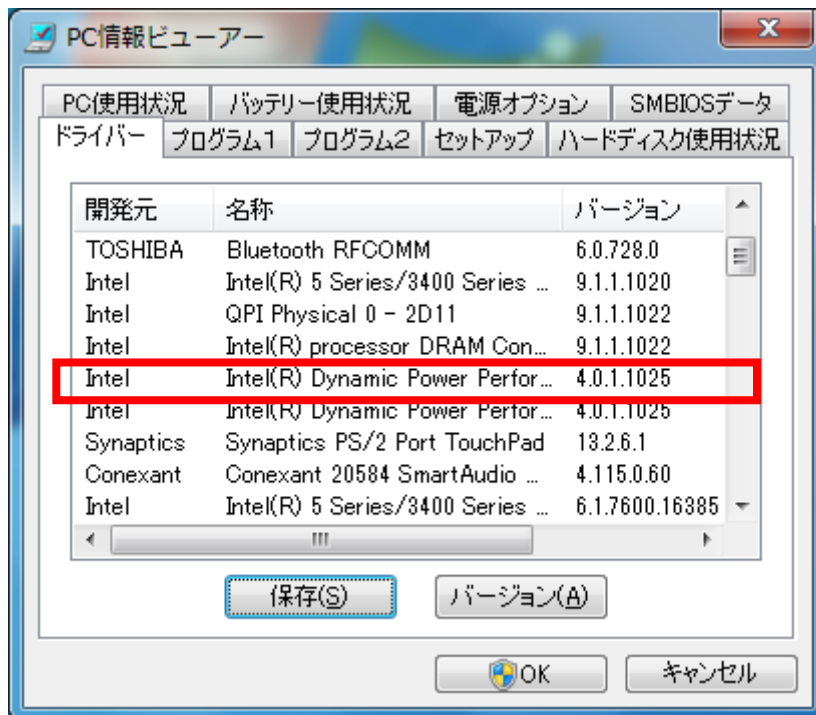 PC情報ビューアー
PC使用状況 バッテリー使用状況 電源オプション SMBIOSデータ
ドライバー プログラム1 プログラム2 セットアップ ハードディスク使用状況
開発元 名称 バージョン
TOSHIBA Bluetooth RFCOMM 6.0.728.0
Intel Intel(R) 5 Series/3400 Series ... 9.1.1.1020
Intel QPI Physical 0 - 2D11 9.1.1.1022
Intel Intel(R) processor DRAM Con... 9.1.1.1022
Intel Intel(R) Dynamic Power Perfor... 4.0.1.1025
Intel Intel(R) Dynamic Power Perfor... 4.0.1.1025
Synaptics Synaptics PS/2 Port TouchPad 13.2.6.1
Conexant Conexant 20584 SmartAudio ... 4.115.0.60
Intel Intel(R) 5 Series/3400 Series ... 6.1.7600.16385
保存(S) バージョン(A)
OK キャンセル